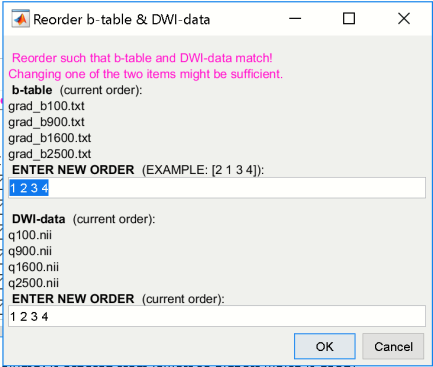 Reorder b-table & DWI-data
Reorder such that b-table and DWI-data match!
Changing one of the two items might be sufficient.
b-table (current order):
grad_b100.txt
grad_b900.txt
grad_b1600.txt
grad_b2500.txt
ENTER NEW ORDER (EXAMPLE: [2 1 3 4]):
1 2 3 4
DWI-data (current order):
q100.nii
q900.nii
q1600.nii
q2500.nii
ENTER NEW ORDER (current order):
1 2 3 4
OK Cancel